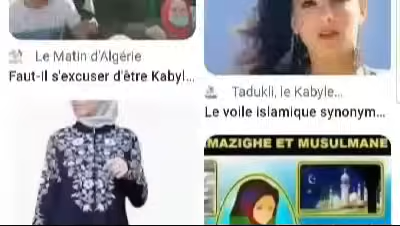 Le Matin d'Algérie
Faut-il s'excuser d'être Kabyl...
Tadukli, le Kabyle...
Le voile islamique synonym...
MAZIGHE ET MUSULMANE